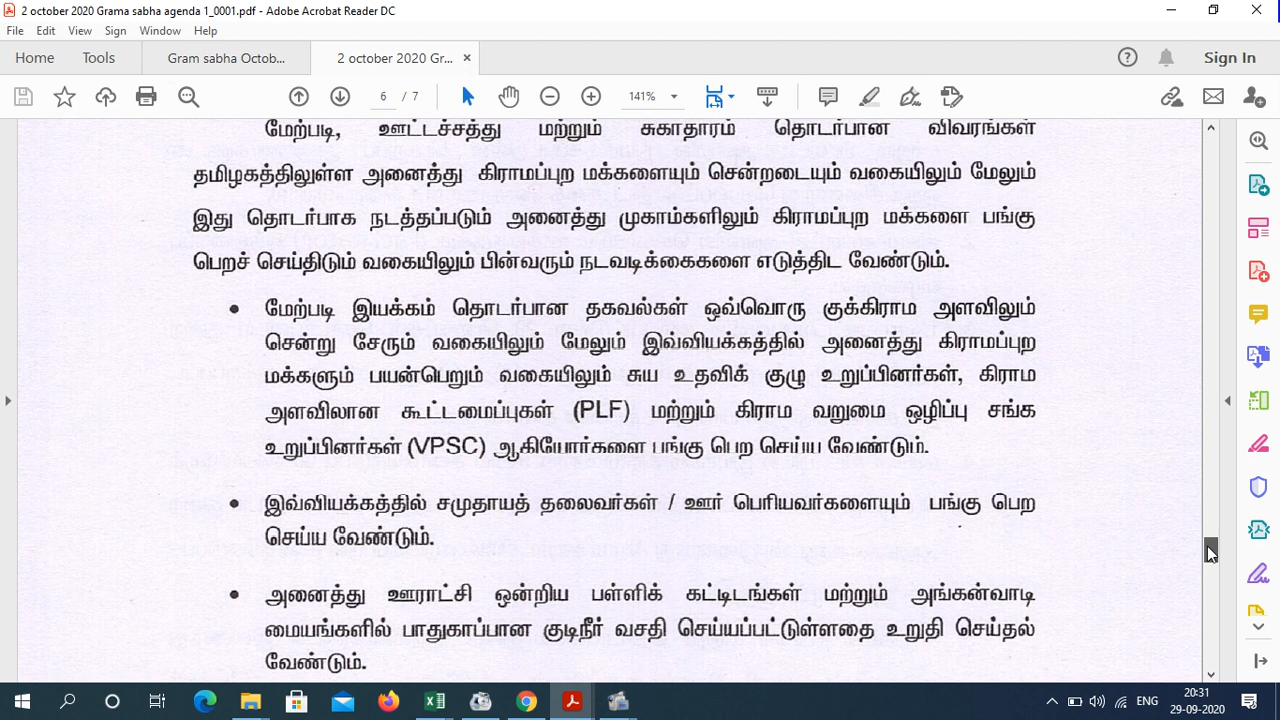 2 october 2020 Grama sabha agenda 1_0001.pdf - Adobe Acrobat Reader DC
File Edit View Sign Window Help
Home Tools Gram sabha Octob... 2 october 2020 Gr... × Sign In
6 / 7 141%
மேற்படி, ஊட்டச்சத்து மற்றும் சுகாதாரம் தொடர்பான விவரங்கள்
தமிழகத்திலுள்ள அனைத்து கிராமப்புற மக்களையும் சென்றடையும் வகையிலும் மேலும்
இது தொடர்பாக நடத்தப்படும் அனைத்து முகாம்களிலும் கிராமப்புற மக்களை பங்கு
பெறச் செய்திடும் வகையிலும் பின்வரும் நடவடிக்கைகளை எடுத்திட வேண்டும்.
• மேற்படி இயக்கம் தொடர்பான தகவல்கள் ஒவ்வொரு குக்கிராம அளவிலும்
சென்று சேரும் வகையிலும் மேலும் இவ்வியக்கத்தில் அனைத்து கிராமப்புற
மக்களும் பயன்பெறும் வகையிலும் சுய உதவிக் குழு உறுப்பினர்கள், கிராம
அளவிலான கூட்டமைப்புகள் (PLF) மற்றும் கிராம வறுமை ஒழிப்பு சங்க
உறுப்பினர்கள் (VPSC) ஆகியோர்களை பங்கு பெற செய்ய வேண்டும்.
• இவ்வியக்கத்தில் சமுதாயத் தலைவர்கள் / ஊர் பெரியவர்களையும் பங்கு பெற
செய்ய வேண்டும்.
• அனைத்து ஊராட்சி ஒன்றிய பள்ளிக் கட்டிடங்கள் மற்றும் அங்கன்வாடி
மையங்களில் பாதுகாப்பான குடிநீர் வசதி செய்யப்பட்டுள்ளதை உறுதி செய்தல்
வேண்டும்.
ENG 20:31
29-09-2020